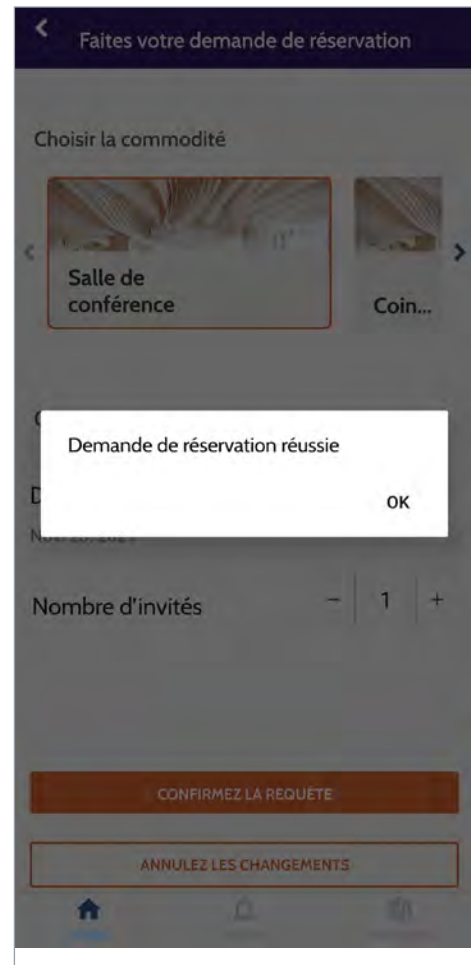 Faites votre demande de réservation
Choisir la commodité
Salle de
conférence
Coin...
Demande de réservation réussie
OK
Nombre d'invités
- 1 +
CONFIRMEZ LA REQUÊTE
ANNULEZ LES CHANGEMENTS